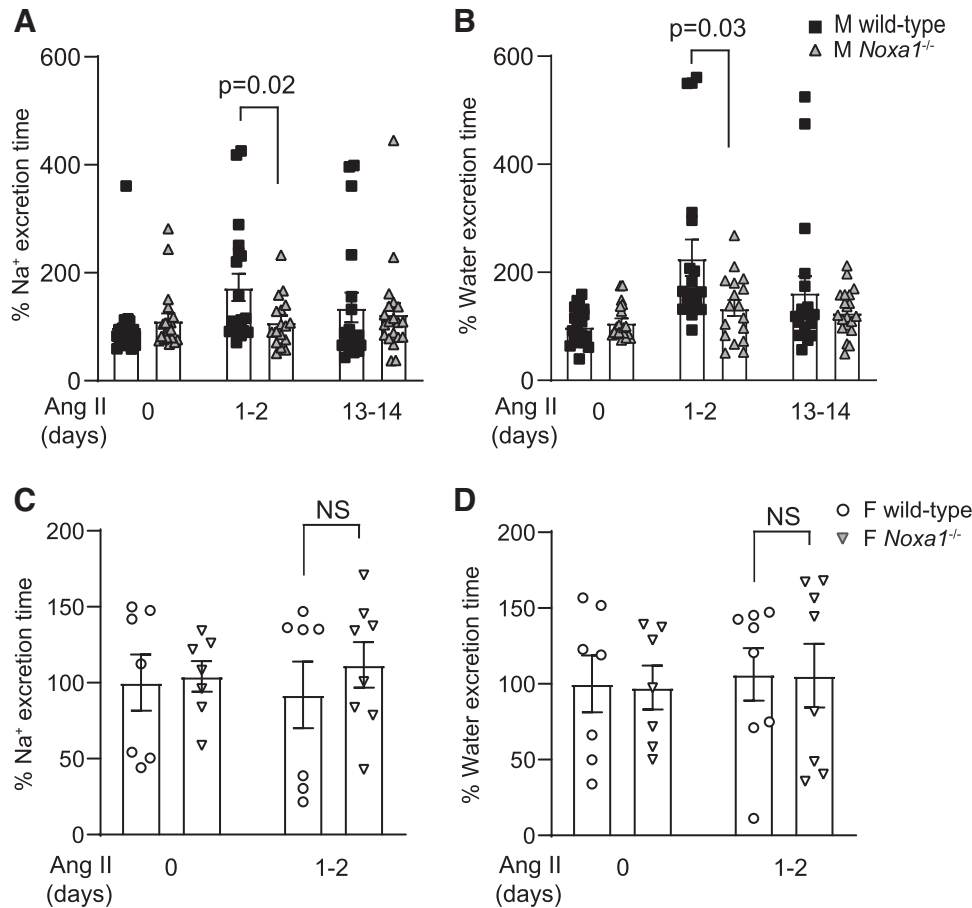 A
B
M wild-type
M Noxa1-/-
% Na+ excretion time
600
400
200
0
p=0.02
Ang II
(days)
0
1-2
13-14
% Water excretion time
600
400
200
0
p=0.03
Ang II
(days)
0
1-2
13-14
C
D
F wild-type
F Noxa1-/-
% Na+ excretion time
200
150
100
50
0
NS
Ang II
(days)
0
1-2
% Water excretion time
200
150
100
50
0
NS
Ang II
(days)
0
1-2